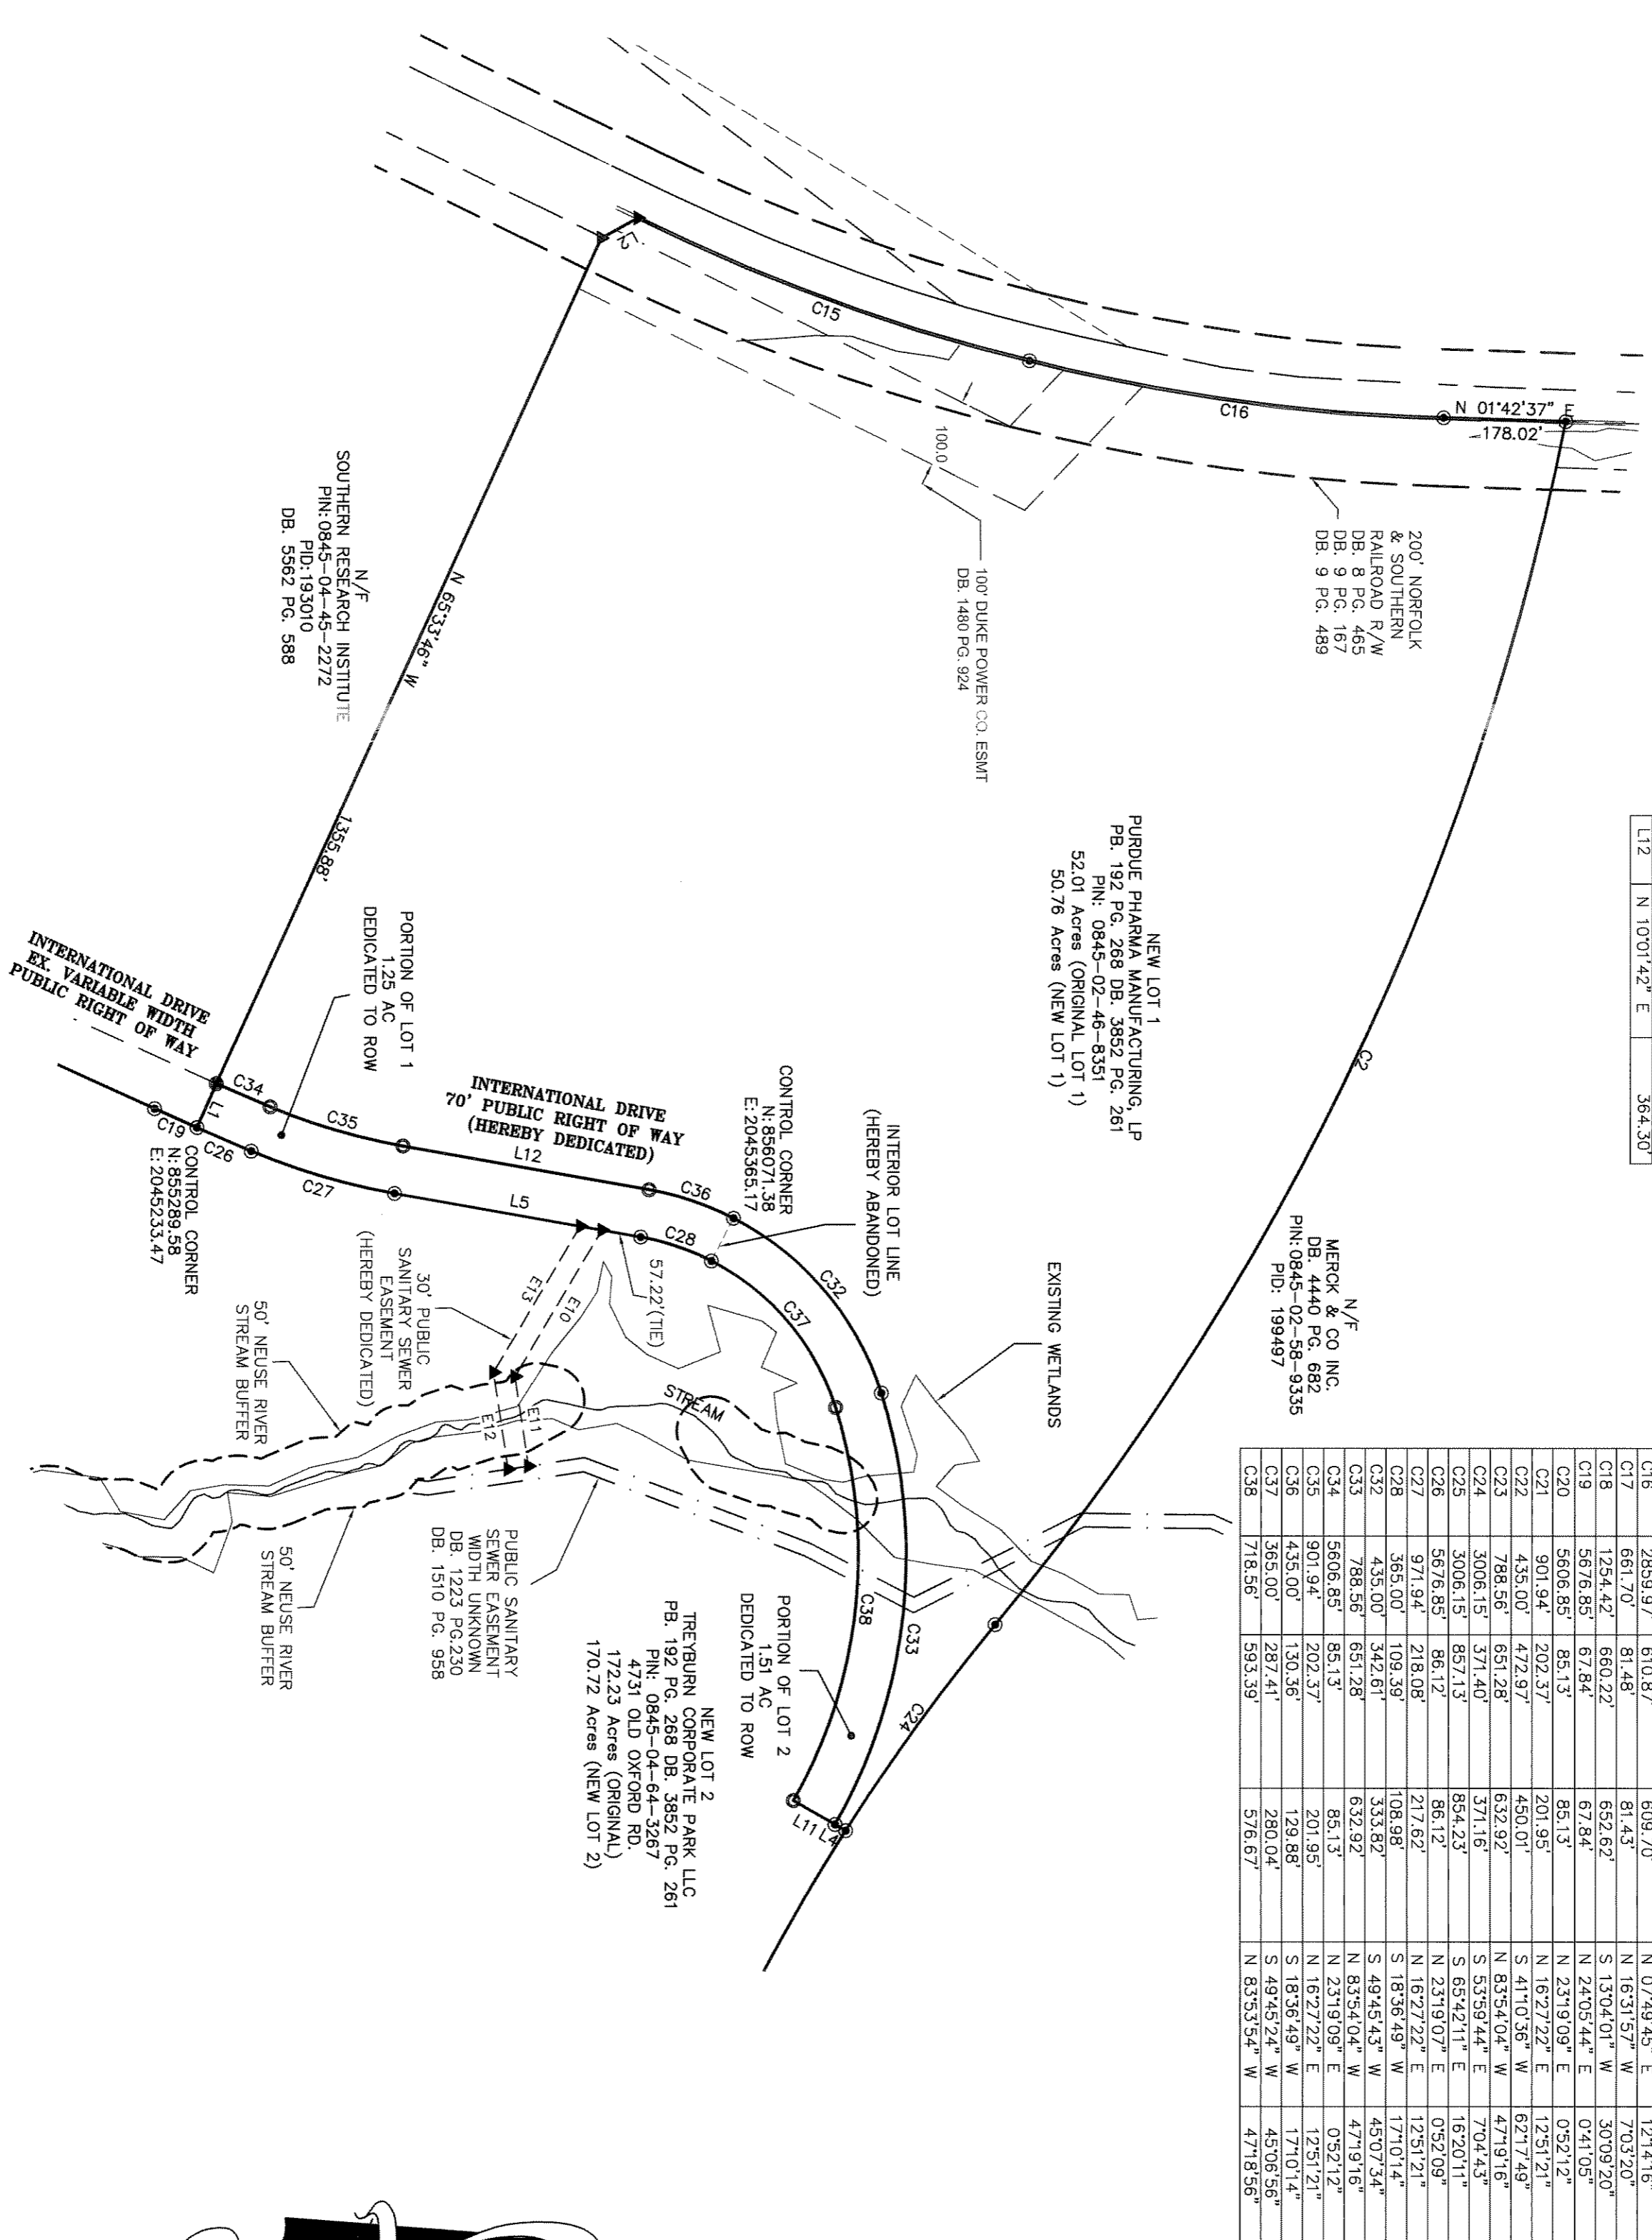 L12 N 10°01'42" E 364.30'
C16 2859.97' 610.87' 609.70' N 07°49'45" E 12°14'16"
C17 661.70' 81.48' 81.43' N 16°31'57" W 7°03'20"
C18 1254.42' 660.22' 652.62' S 13°04'01" W 30°09'20"
C19 5676.85' 67.84' 67.84' N 24°05'44" E 0°41'05"
C20 5606.85' 85.13' 85.13' N 23°19'09" E 0°52'12"
C21 901.94' 202.37' 201.95' N 16°27'22" E 12°51'21"
C22 435.00' 472.97' 450.01' S 41°10'36" W 62°17'49"
C23 788.56' 651.28' 632.92' N 83°54'04" W 47°19'16"
C24 3006.15' 371.40' 371.16' S 53°59'44" E 7°04'43"
C25 3006.15' 857.13' 854.23' S 65°42'11" E 16°20'11"
C26 5676.85' 86.12' 86.12' N 23°19'07" E 0°52'09"
C27 971.94' 218.08' 217.62' N 16°27'22" E 12°51'21"
C28 365.00' 109.39' 108.98' S 18°36'49" W 17°10'14"
C32 435.00' 342.61' 333.82' S 49°45'43" W 45°07'34"
C33 788.56' 651.28' 632.92' N 83°54'04" W 47°19'16"
C34 5606.85' 85.13' 85.13' N 23°19'09" E 0°52'12"
C35 901.94' 202.37' 201.95' N 16°27'22" E 12°51'21"
C36 435.00' 130.36' 129.88' S 18°36'49" W 17°10'14"
C37 365.00' 287.41' 280.04' S 49°45'24" W 45°06'56"
C38 718.56' 593.39' 576.67' N 83°53'54" W 47°18'56"
N 01°42'37" E
178.02'
C16
C15
L2
200' NORFOLK
& SOUTHERN
RAILROAD R/W
DB. 8 PG. 465
DB. 9 PG. 167
DB. 9 PG. 489
100.0
100' DUKE POWER CO. ESMT
DB. 1480 PG. 924
N/F
SOUTHERN RESEARCH INSTITUTE
PIN:0845-04-45-2272
PID:193010
DB. 5562 PG. 588
N 65°33'46" W
1355.88'
C2
NEW LOT 1
PURDUE PHARMA MANUFACTURING, LP
PB. 192 PG. 268 DB. 3852 PG. 261
PIN: 0845-02-46-8351
52.01 Acres (ORIGINAL LOT 1)
50.76 Acres (NEW LOT 1)
N/F
MERCK & CO INC.
DB. 4440 PG. 682
PIN:0845-02-58-9335
PID: 199497
PORTION OF LOT 1
1.25 AC
DEDICATED TO ROW
INTERNATIONAL DRIVE
EX. VARIABLE WIDTH
PUBLIC RIGHT OF WAY
INTERNATIONAL DRIVE
70' PUBLIC RIGHT OF WAY
(HEREBY DEDICATED)
CONTROL CORNER
N:856071.38
E:2045365.17
INTERIOR LOT LINE
(HEREBY ABANDONED)
EXISTING WETLANDS
C34
C35
L12
C36
C32
C33
L1
C19
C26
C27
L5
C28
C37
C38
C24
CONTROL CORNER
N:855289.58
E:2045233.47
57.22'(TIE)
E13
E10
E12
E11
STREAM
30' PUBLIC
SANITARY SEWER
EASEMENT
(HEREBY DEDICATED)
50' NEUSE RIVER
STREAM BUFFER
50' NEUSE RIVER
STREAM BUFFER
PUBLIC SANITARY
SEWER EASEMENT
WIDTH UNKNOWN
DB. 1223 PG.230
DB. 1510 PG. 958
PORTION OF LOT 2
1.51 AC
DEDICATED TO ROW
L11
L4
NEW LOT 2
TREYBURN CORPORATE PARK LLC
PB. 192 PG. 268 DB. 3852 PG. 261
PIN: 0845-04-64-3267
4731 OLD OXFORD RD.
172.23 Acres (ORIGINAL)
170.72 Acres (NEW LOT 2)